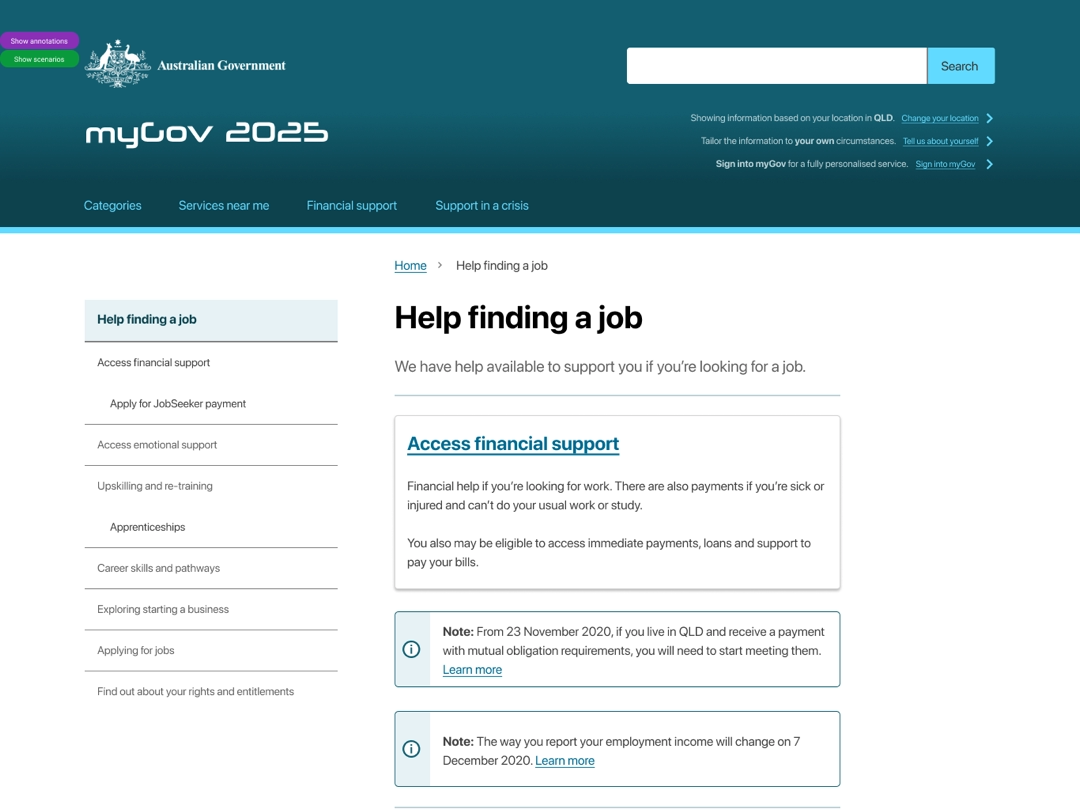 Show annotations
Show scenarios
Australian Government
Search
myGov 2025
Showing information based on your location in QLD. Change your location
Tailor the information to your own circumstances. Tell us about yourself
Sign into myGov for a fully personalised service. Sign into myGov
Categories
Services near me
Financial support
Support in a crisis
Home
Help finding a job
Help finding a job
Access financial support
Apply for JobSeeker payment
Access emotional support
Upskilling and re-training
Apprenticeships
Career skills and pathways
Exploring starting a business
Applying for jobs
Find out about your rights and entitlements
Help finding a job
We have help available to support you if you’re looking for a job.
Access financial support
Financial help if you’re looking for work. There are also payments if you’re sick or
injured and can’t do your usual work or study.
You also may be eligible to access immediate payments, loans and support to
pay your bills.
Note: From 23 November 2020, if you live in QLD and receive a payment
with mutual obligation requirements, you will need to start meeting them.
Learn more
Note: The way you report your employment income will change on 7
December 2020. Learn more